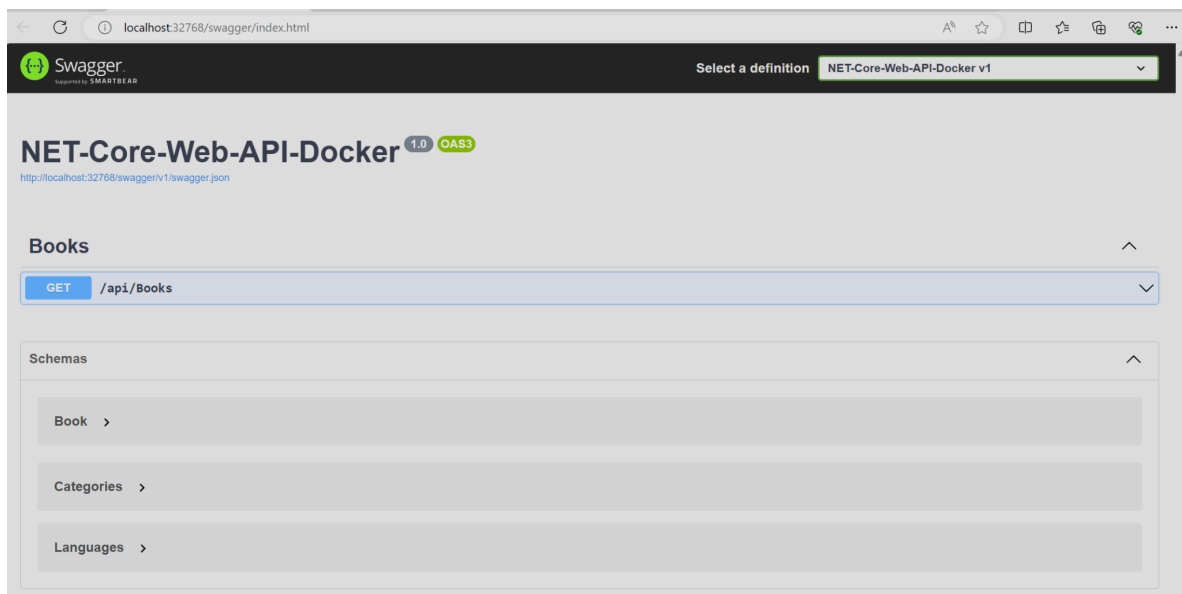 localhost:32768/swagger/index.html
Swagger.
Supported by SMARTBEAR
Select a definition
NET-Core-Web-API-Docker v1
NET-Core-Web-API-Docker 1.0 OAS3
http://localhost:32768/swagger/v1/swagger.json
Books
GET /api/Books
Schemas
Book
Categories
Languages